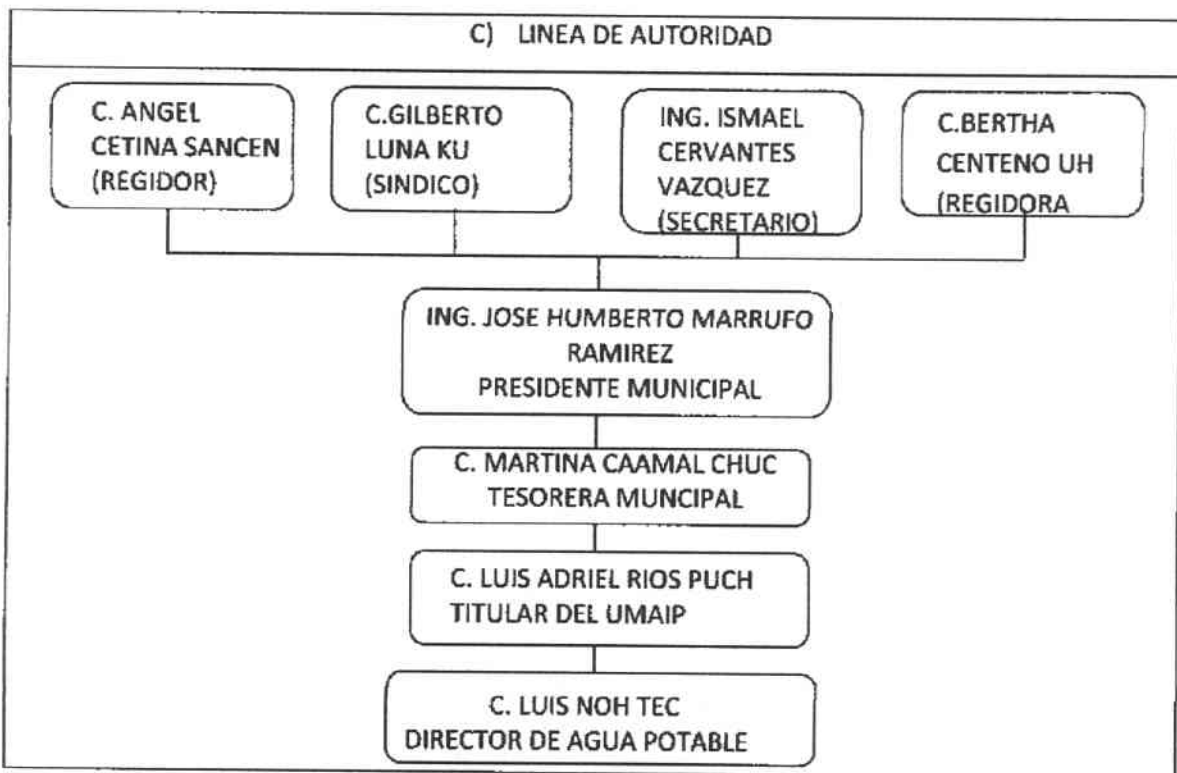 C) LINEA DE AUTORIDAD
C. ANGEL
CETINA SANCEN
(REGIDOR)
C.GILBERTO
LUNA KU
(SINDICO)
ING. ISMAEL
CERVANTES
VAZQUEZ
(SECRETARIO)
C.BERTHA
CENTENO UH
(REGIDORA
ING. JOSE HUMBERTO MARRUFO
RAMIREZ
PRESIDENTE MUNICIPAL
C. MARTINA CAAMAL CHUC
TESORERA MUNCIPAL
C. LUIS ADRIEL RIOS PUCH
TITULAR DEL UMAIP
C. LUIS NOH TEC
DIRECTOR DE AGUA POTABLE